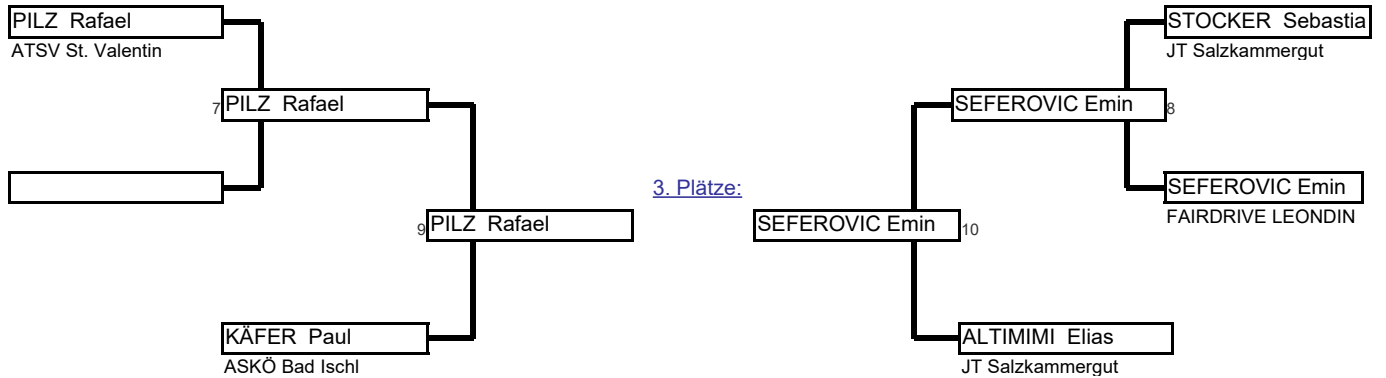 PILZ Rafael
ATSV St. Valentin
STOCKER Sebastia
JT Salzkammergut
7
PILZ Rafael
SEFEROVIC Emin
8
3. Plätze:
SEFEROVIC Emin
FAIRDRIVE LEONDIN
9
PILZ Rafael
SEFEROVIC Emin
10
KÄFER Paul
ASKÖ Bad Ischl
ALTIMIMI Elias
JT Salzkammergut